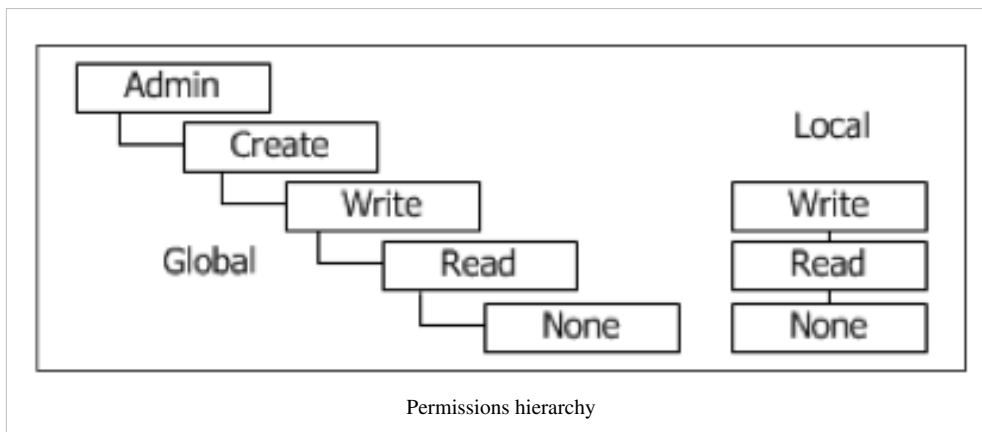 Admin
Create
Local
Write
Write
Global
Read
Read
None
None
Permissions hierarchy